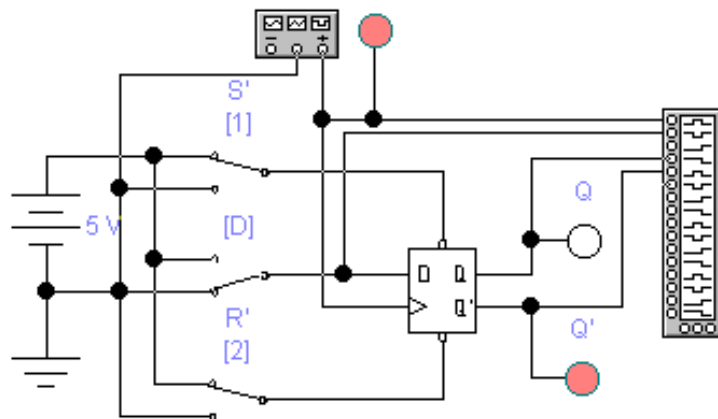 − +
S'
[1]
5 V
[D]
Q
D Q
Q'
R'
[2]
Q'